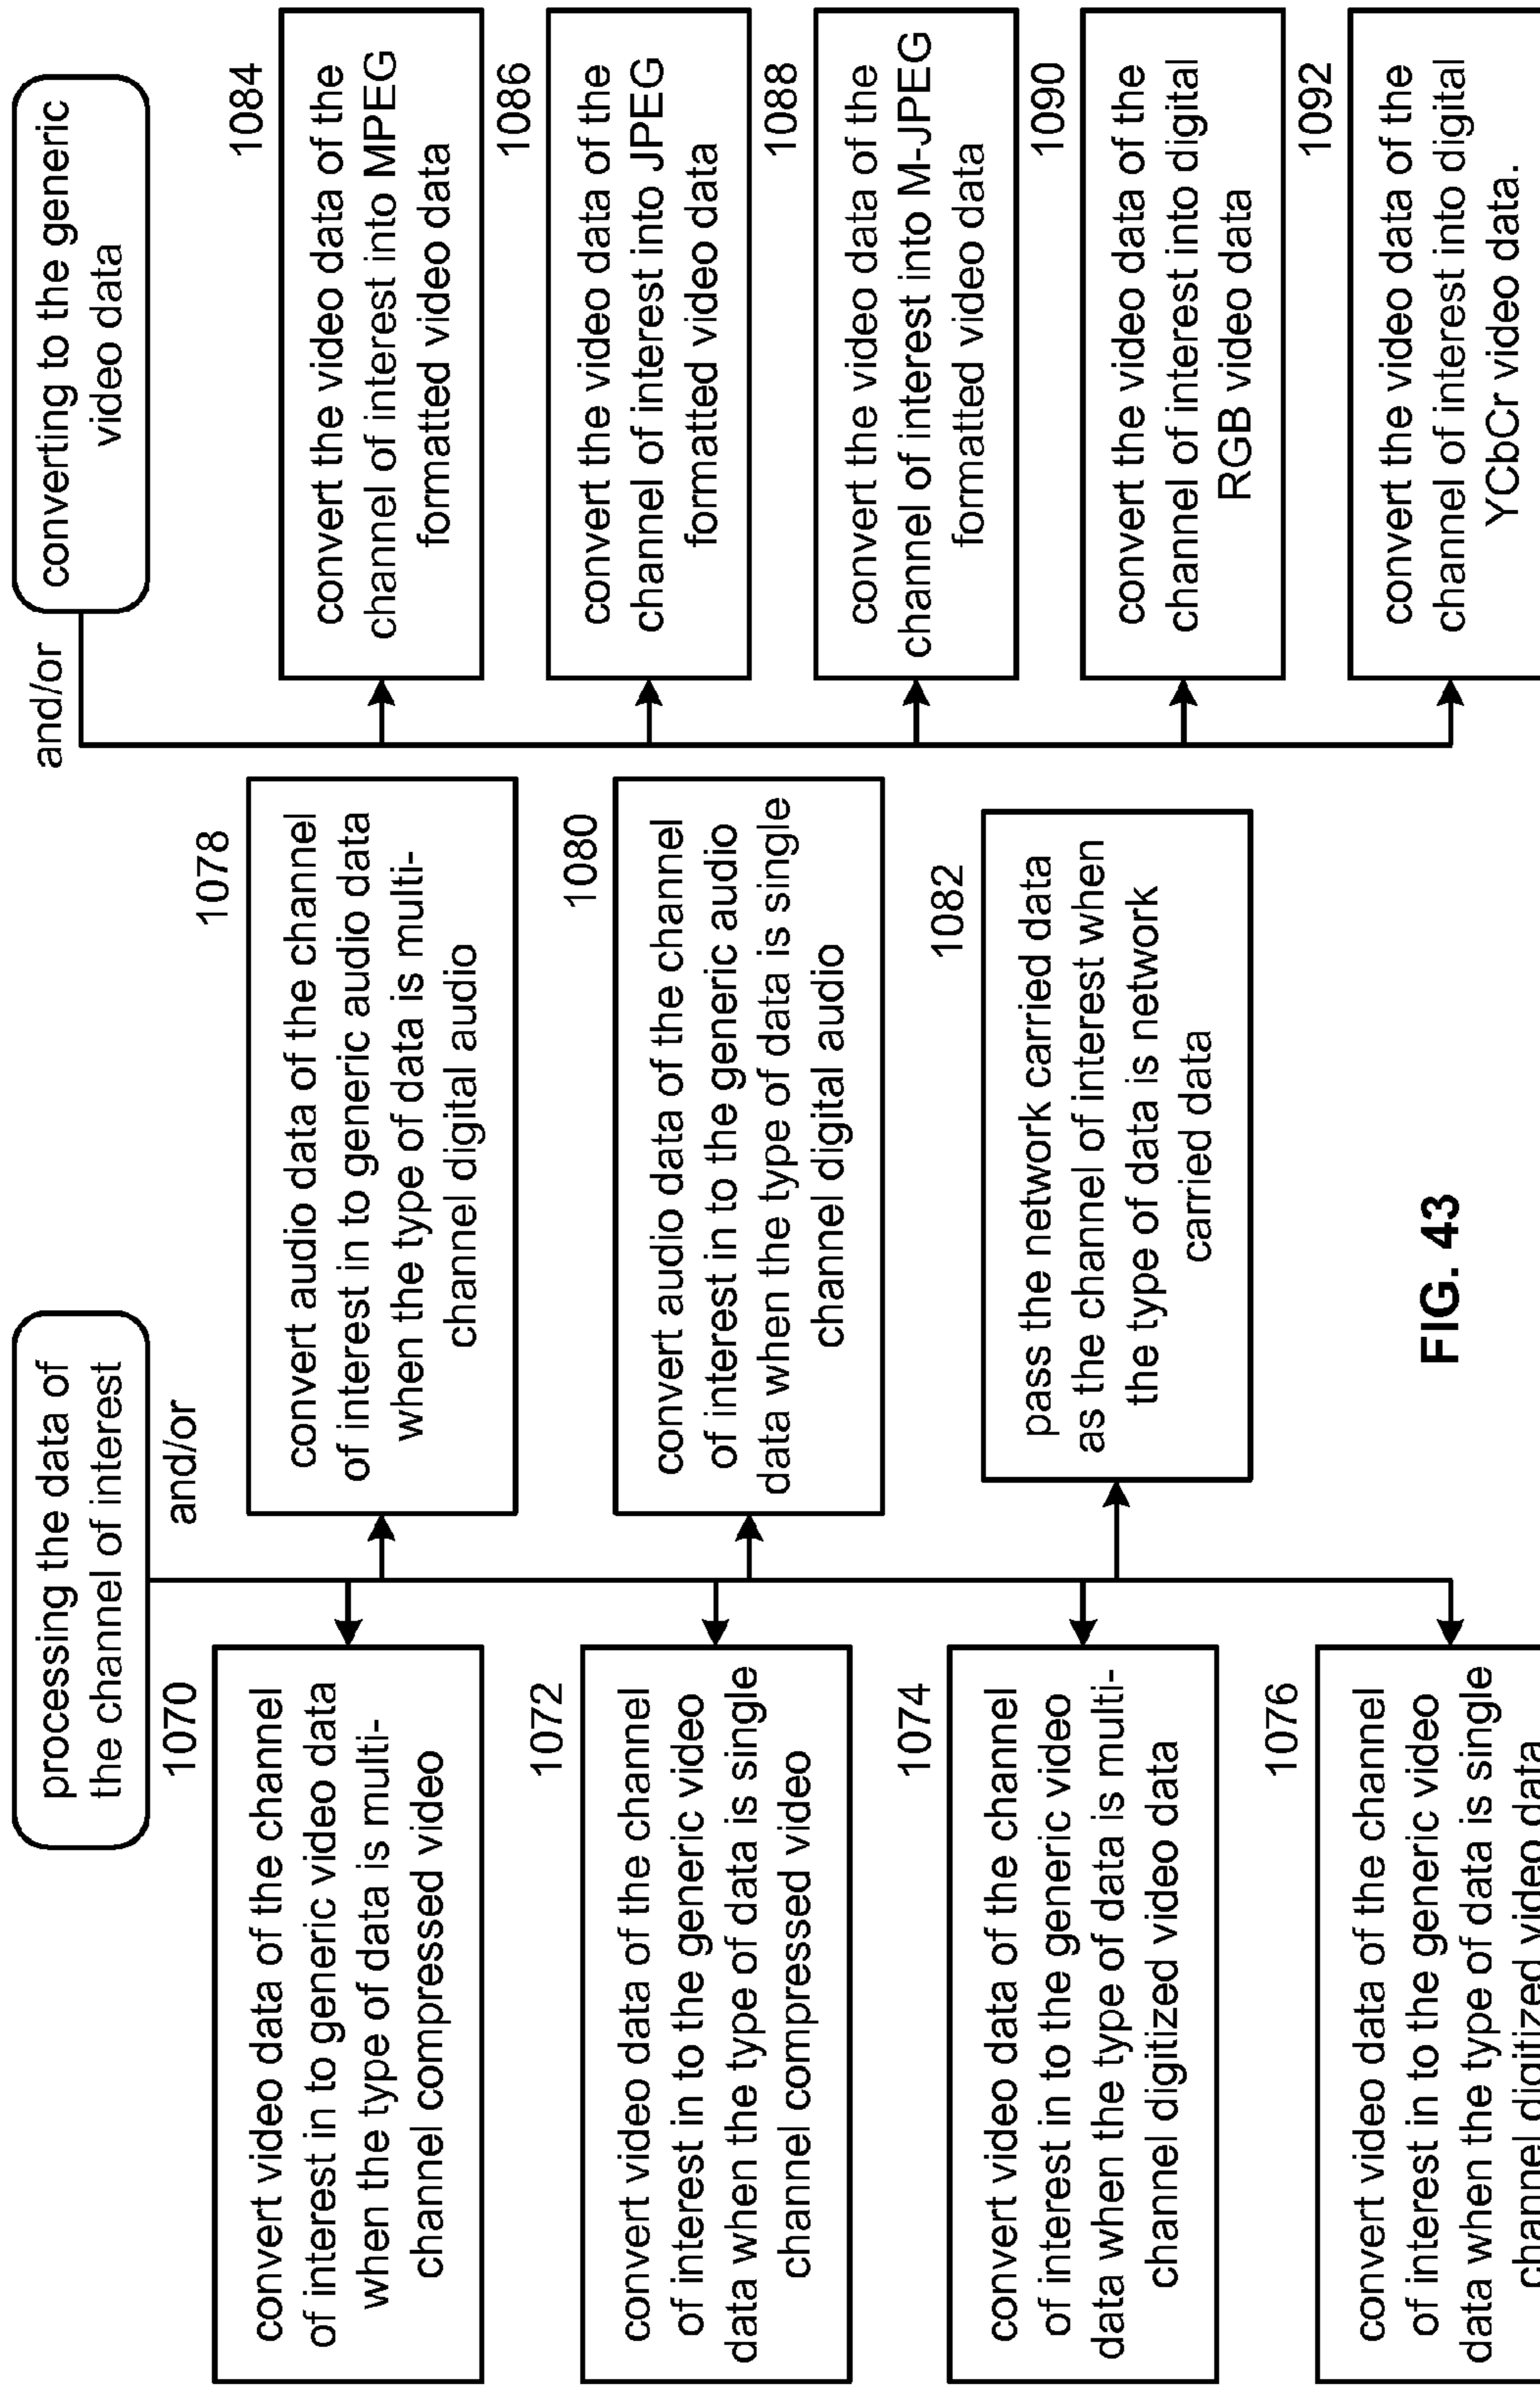 processing the data of
the channel of interest
and/or
1070
convert video data of the channel
of interest in to generic video data
when the type of data is multi-
channel compressed video
1072
convert video data of the channel
of interest in to the generic video
data when the type of data is single
channel compressed video
1074
convert video data of the channel
of interest in to the generic video
data when the type of data is multi-
channel digitized video data
1076
convert video data of the channel
of interest in to the generic video
data when the type of data is single
channel digitized video data
1078
convert audio data of the channel
of interest in to generic audio data
when the type of data is multi-
channel digital audio
1080
convert audio data of the channel
of interest in to the generic audio
data when the type of data is single
channel digital audio
1082
pass the network carried data
as the channel of interest when
the type of data is network
carried data
converting to the generic
video data
and/or
1084
convert the video data of the
channel of interest into MPEG
formatted video data
1086
convert the video data of the
channel of interest into JPEG
formatted video data
1088
convert the video data of the
channel of interest into M-JPEG
formatted video data
1090
convert the video data of the
channel of interest into digital
RGB video data
1092
convert the video data of the
channel of interest into digital
YCbCr video data.
FIG. 43